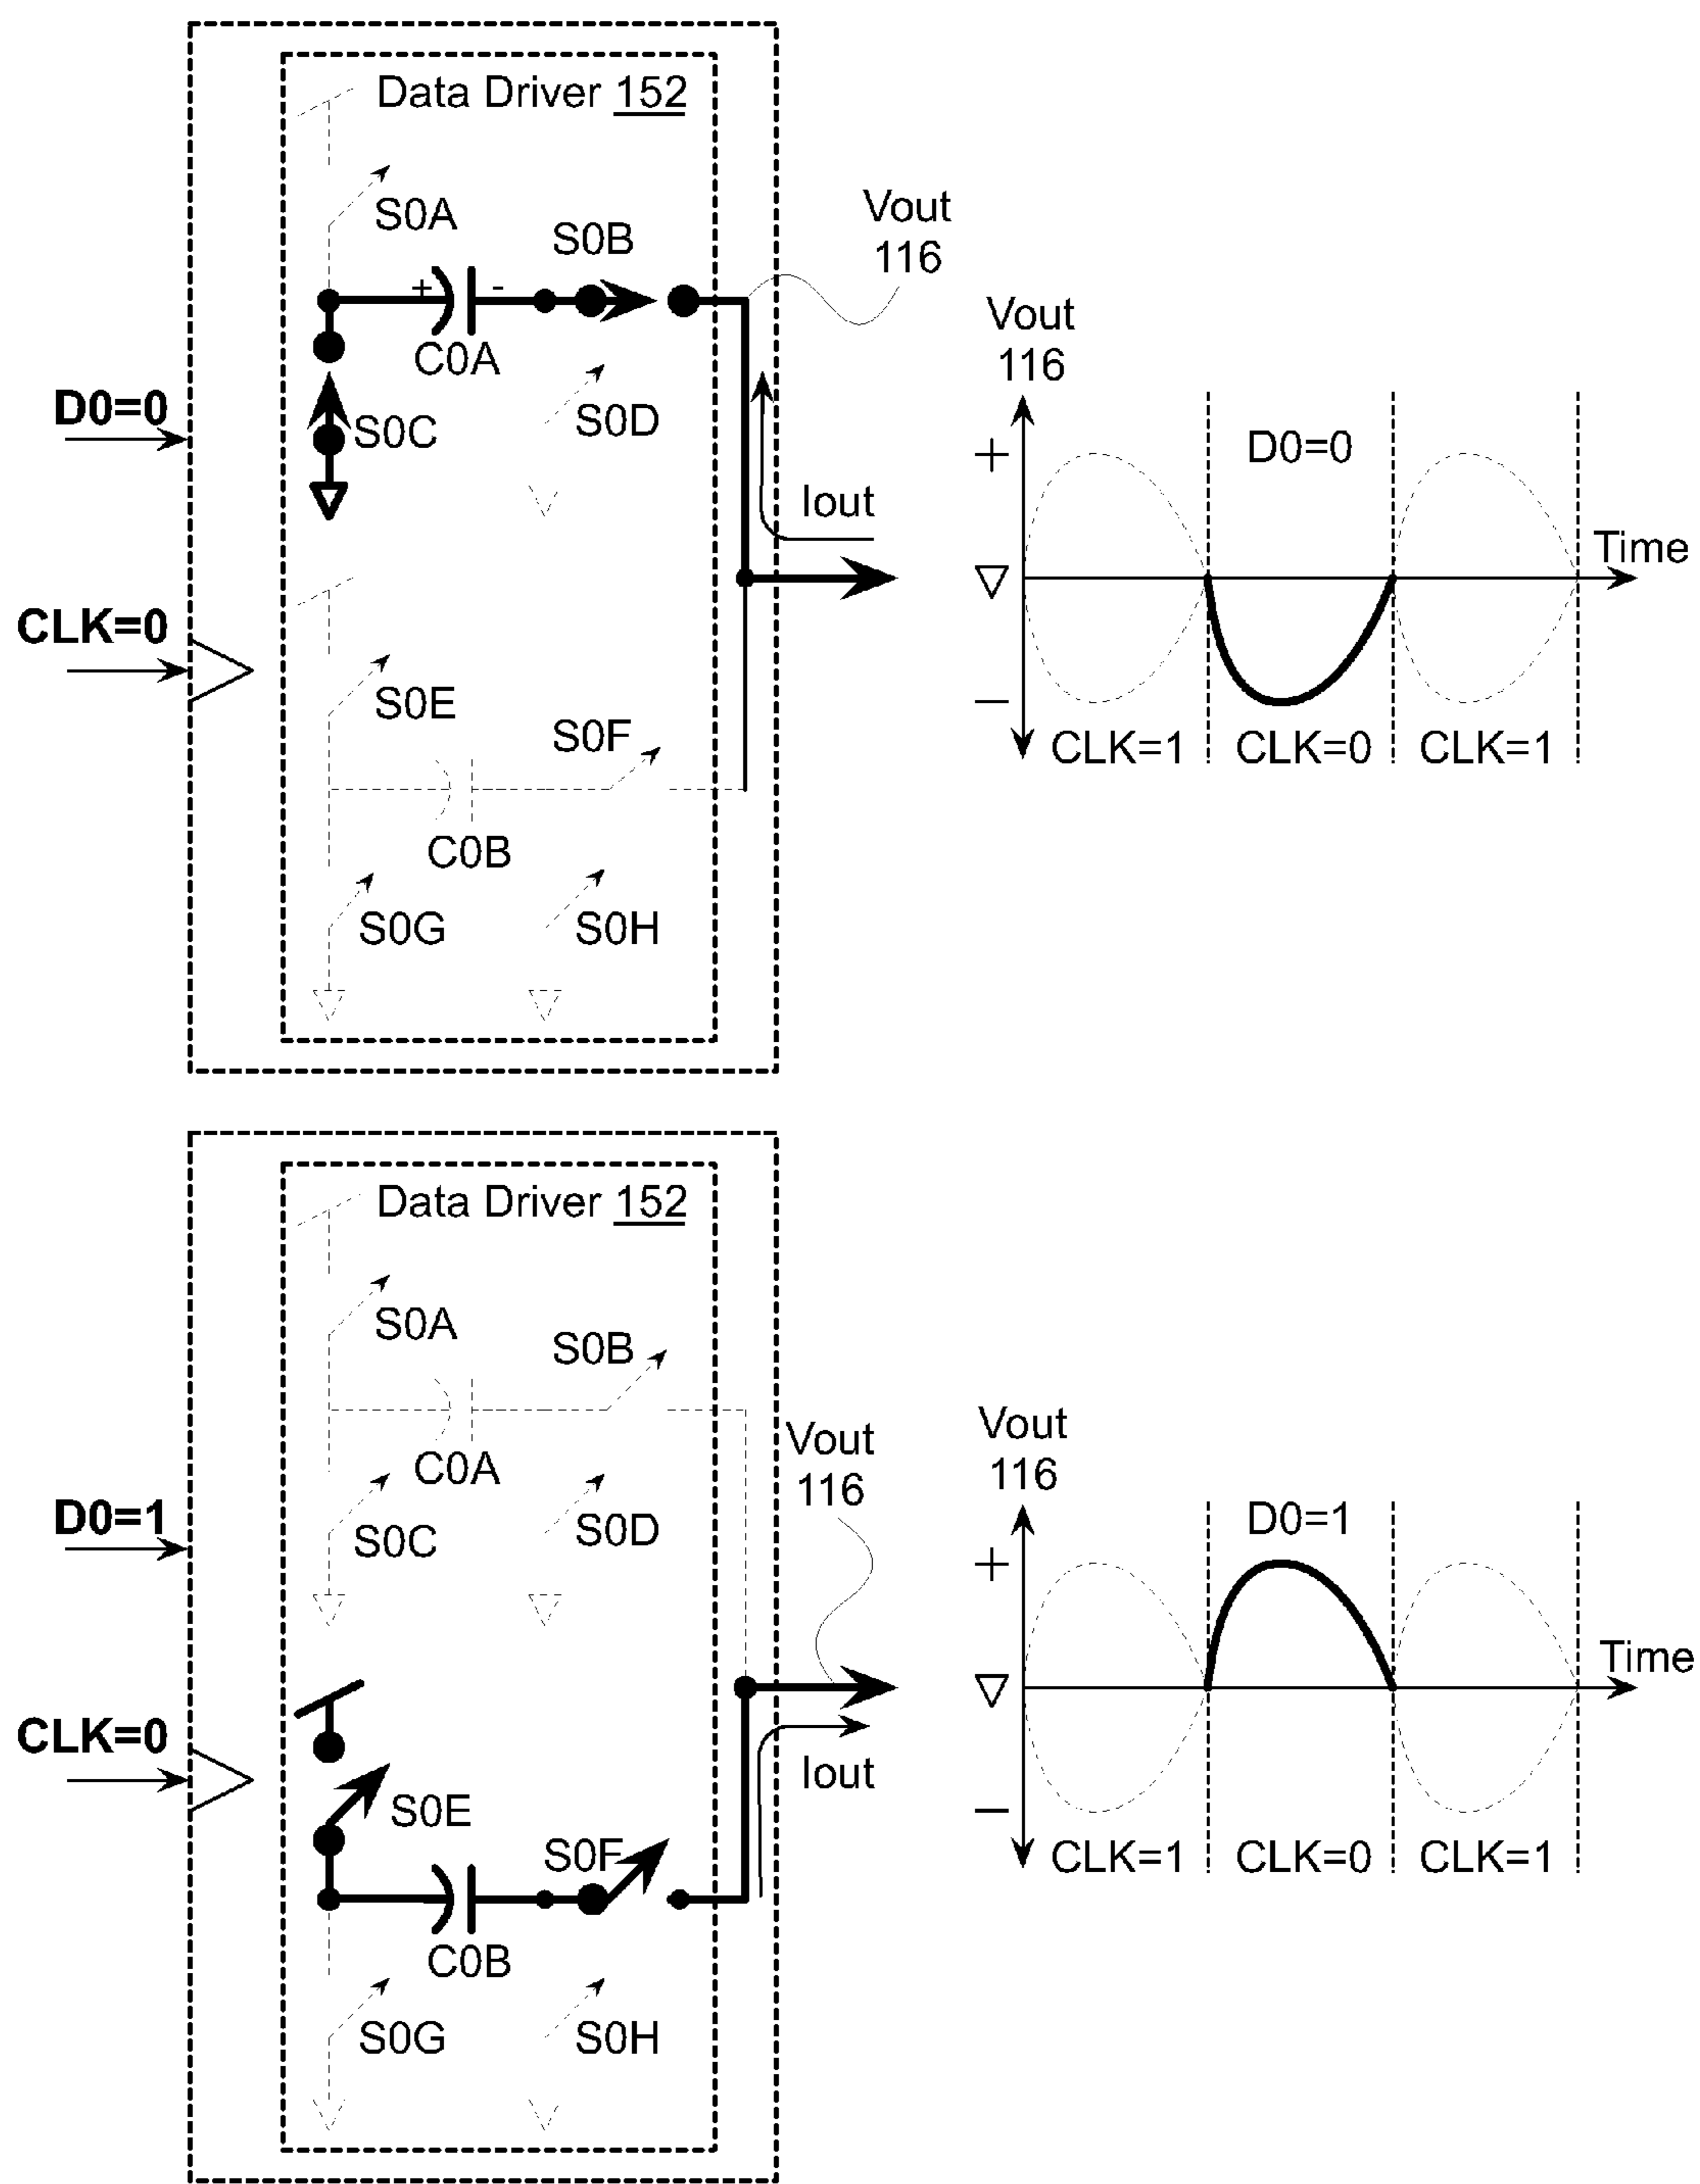 Data Driver 152
S0A
S0B
Vout
116
+ -
C0A
Vout
116
D0=0
S0C
S0D
+
D0=0
Iout
Time
CLK=0
S0E
S0F
−
CLK=1
CLK=0
CLK=1
C0B
S0G
S0H
Data Driver 152
S0A
S0B
Vout
116
C0A
Vout
116
D0=1
S0C
S0D
D0=1
+
Time
CLK=0
Iout
S0E
S0F
−
CLK=1
CLK=0
CLK=1
C0B
S0G
S0H